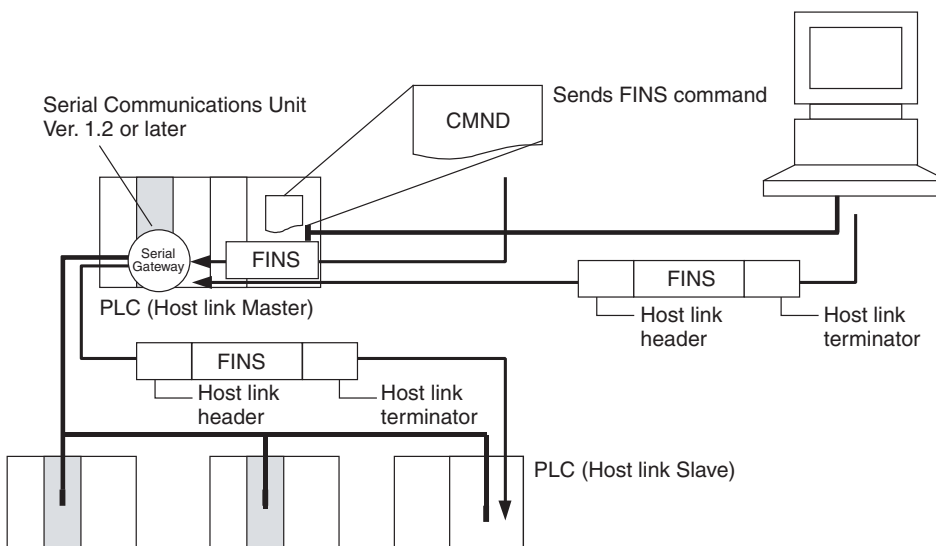 Serial Communications Unit
Ver. 1.2 or later
CMND
Sends FINS command
Serial
Gateway
FINS
PLC (Host link Master)
FINS
Host link
header
Host link
terminator
FINS
Host link
header
Host link
terminator
PLC (Host link Slave)